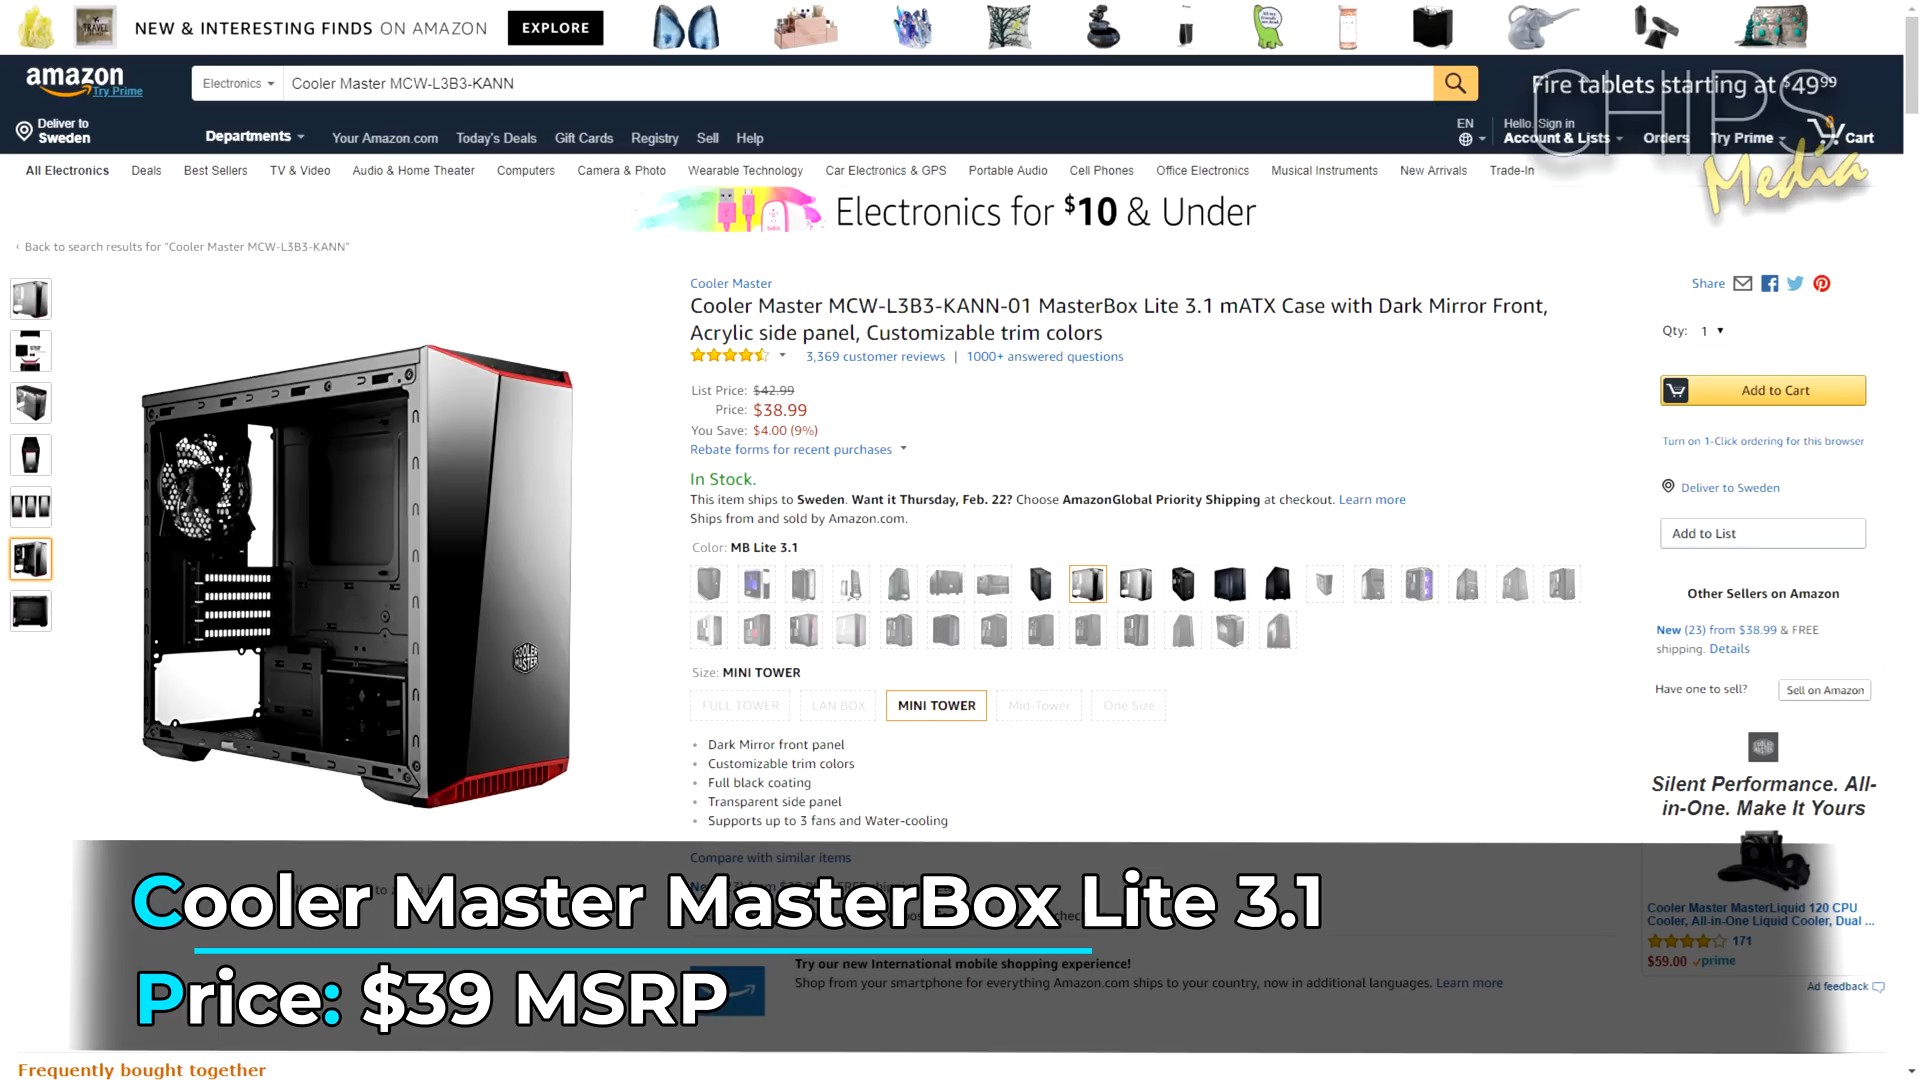 TRAVEL
NEW & INTERESTING FINDS ON AMAZON
EXPLORE
amazon
Try Prime
Electronics
Cooler Master MCW-L3B3-KANN
Fire tablets starting at $49.99
CHIPS
Media
Deliver to
Sweden
Departments
Your Amazon.com
Today's Deals
Gift Cards
Registry
Sell
Help
EN
Hello. Sign in
Account & Lists
Orders
Try Prime
0
Cart
All Electronics
Deals
Best Sellers
TV & Video
Audio & Home Theater
Computers
Camera & Photo
Wearable Technology
Car Electronics & GPS
Portable Audio
Cell Phones
Office Electronics
Musical Instruments
New Arrivals
Trade-In
Electronics for $10 & Under
‹ Back to search results for "Cooler Master MCW-L3B3-KANN"
Cooler Master
Cooler Master MCW-L3B3-KANN-01 MasterBox Lite 3.1 mATX Case with Dark Mirror Front,
Acrylic side panel, Customizable trim colors
3,369 customer reviews | 1000+ answered questions
List Price: $42.99
Price: $38.99
You Save: $4.00 (9%)
Rebate forms for recent purchases
In Stock.
This item ships to Sweden. Want it Thursday, Feb. 22? Choose AmazonGlobal Priority Shipping at checkout. Learn more
Ships from and sold by Amazon.com.
Color: MB Lite 3.1
Size: MINI TOWER
FULL TOWER
LAN BOX
MINI TOWER
Mid-Tower
One Size
• Dark Mirror front panel
• Customizable trim colors
• Full black coating
• Transparent side panel
• Supports up to 3 fans and Water-cooling
Compare with similar items
COOLER
MASTER
Share
Qty: 1
Add to Cart
Turn on 1-Click ordering for this browser
Deliver to Sweden
Add to List
Other Sellers on Amazon
New (23) from $38.99 & FREE
shipping. Details
Have one to sell?
Sell on Amazon
Silent Performance. All-
in-One. Make It Yours
Cooler Master MasterLiquid 120 CPU
Cooler, All-in-One Liquid Cooler, Dual ...
171
$59.00 prime
Ad feedback
Cooler Master MasterBox Lite 3.1
Price: $39 MSRP
Try our new International mobile shopping experience!
Shop from your smartphone for everything Amazon.com ships to your country, now in additional languages. Learn more
Frequently bought together